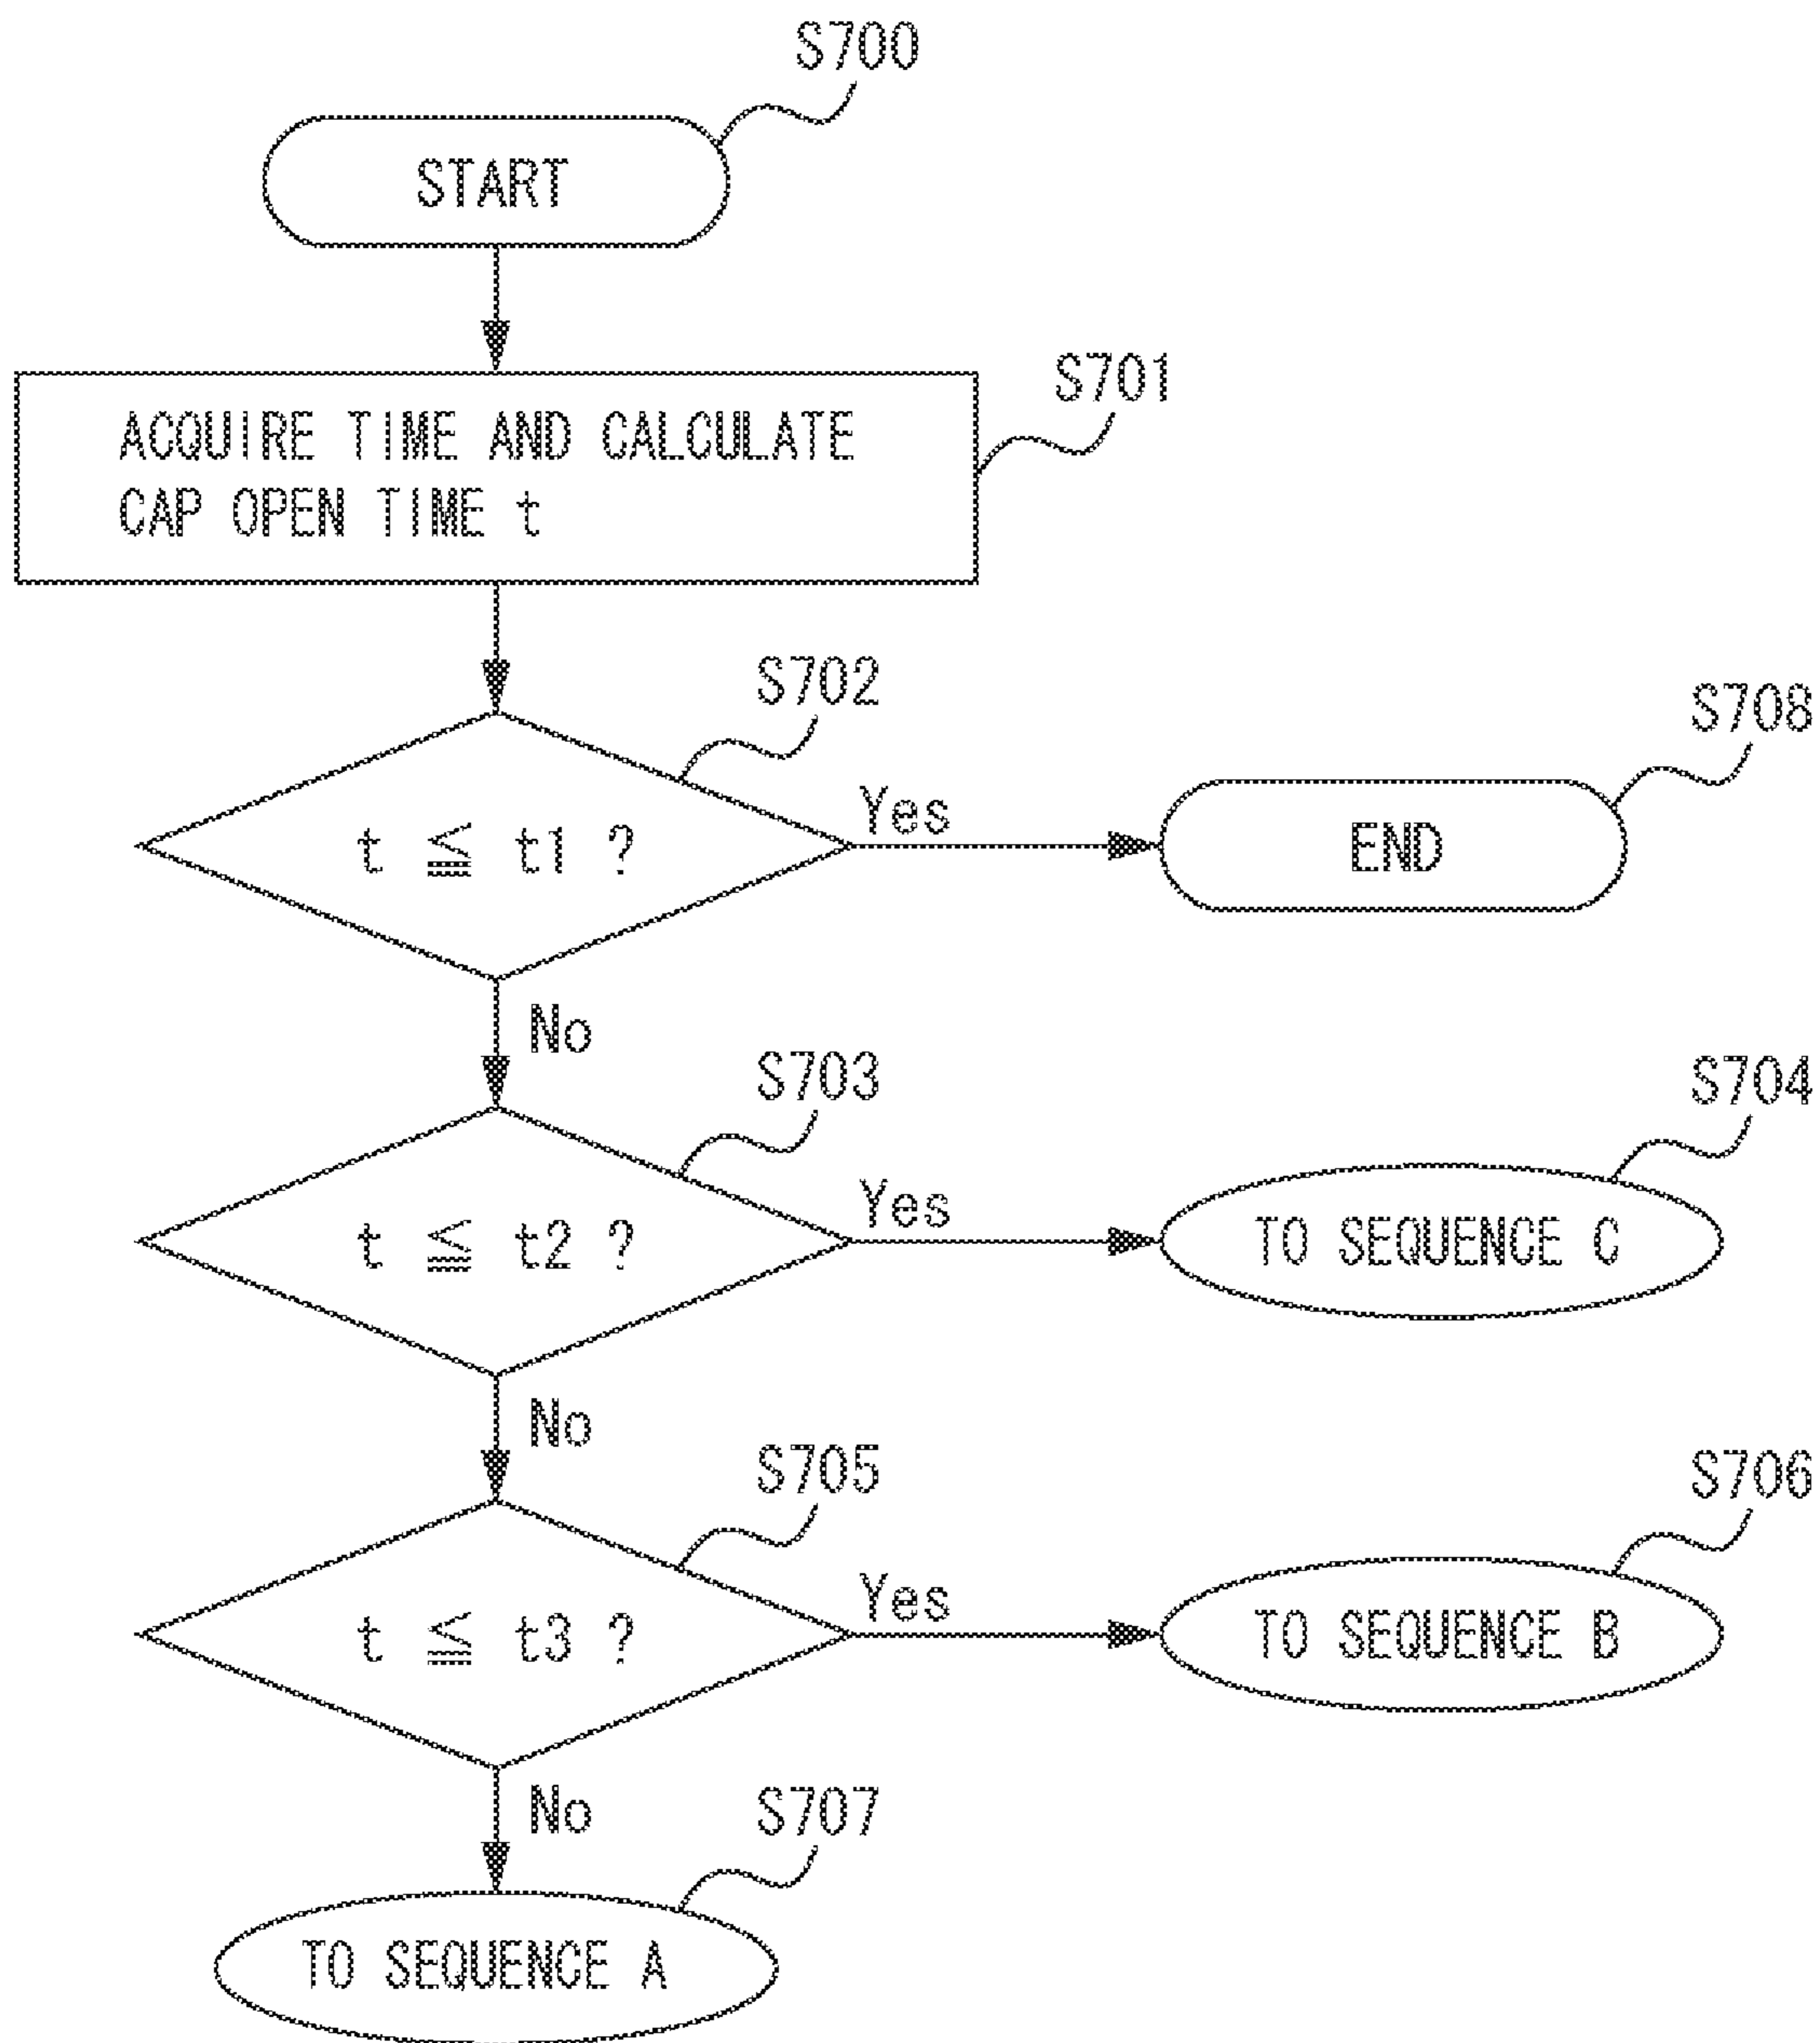 S700
START
S701
ACQUIRE TIME AND CALCULATE
CAP OPEN TIME t
S702
S708
t ≦ t1 ?
Yes
END
No
S703
S704
t ≦ t2 ?
Yes
TO SEQUENCE C
No
S705
S706
t ≦ t3 ?
Yes
TO SEQUENCE B
No
S707
TO SEQUENCE A